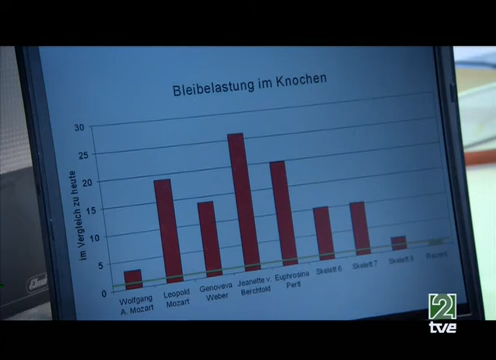 Bleibelastung im Knochen
im Vergleich zu heute
30
25
20
15
10
5
0
Wolfgang
A. Mozart
Leopold
Mozart
Genoveva
Weber
Jeanette v.
Berchtold
Euphrosina
Pertl
Skelett 6
Skelett 7
Skelett 9
Rezent
2
tve